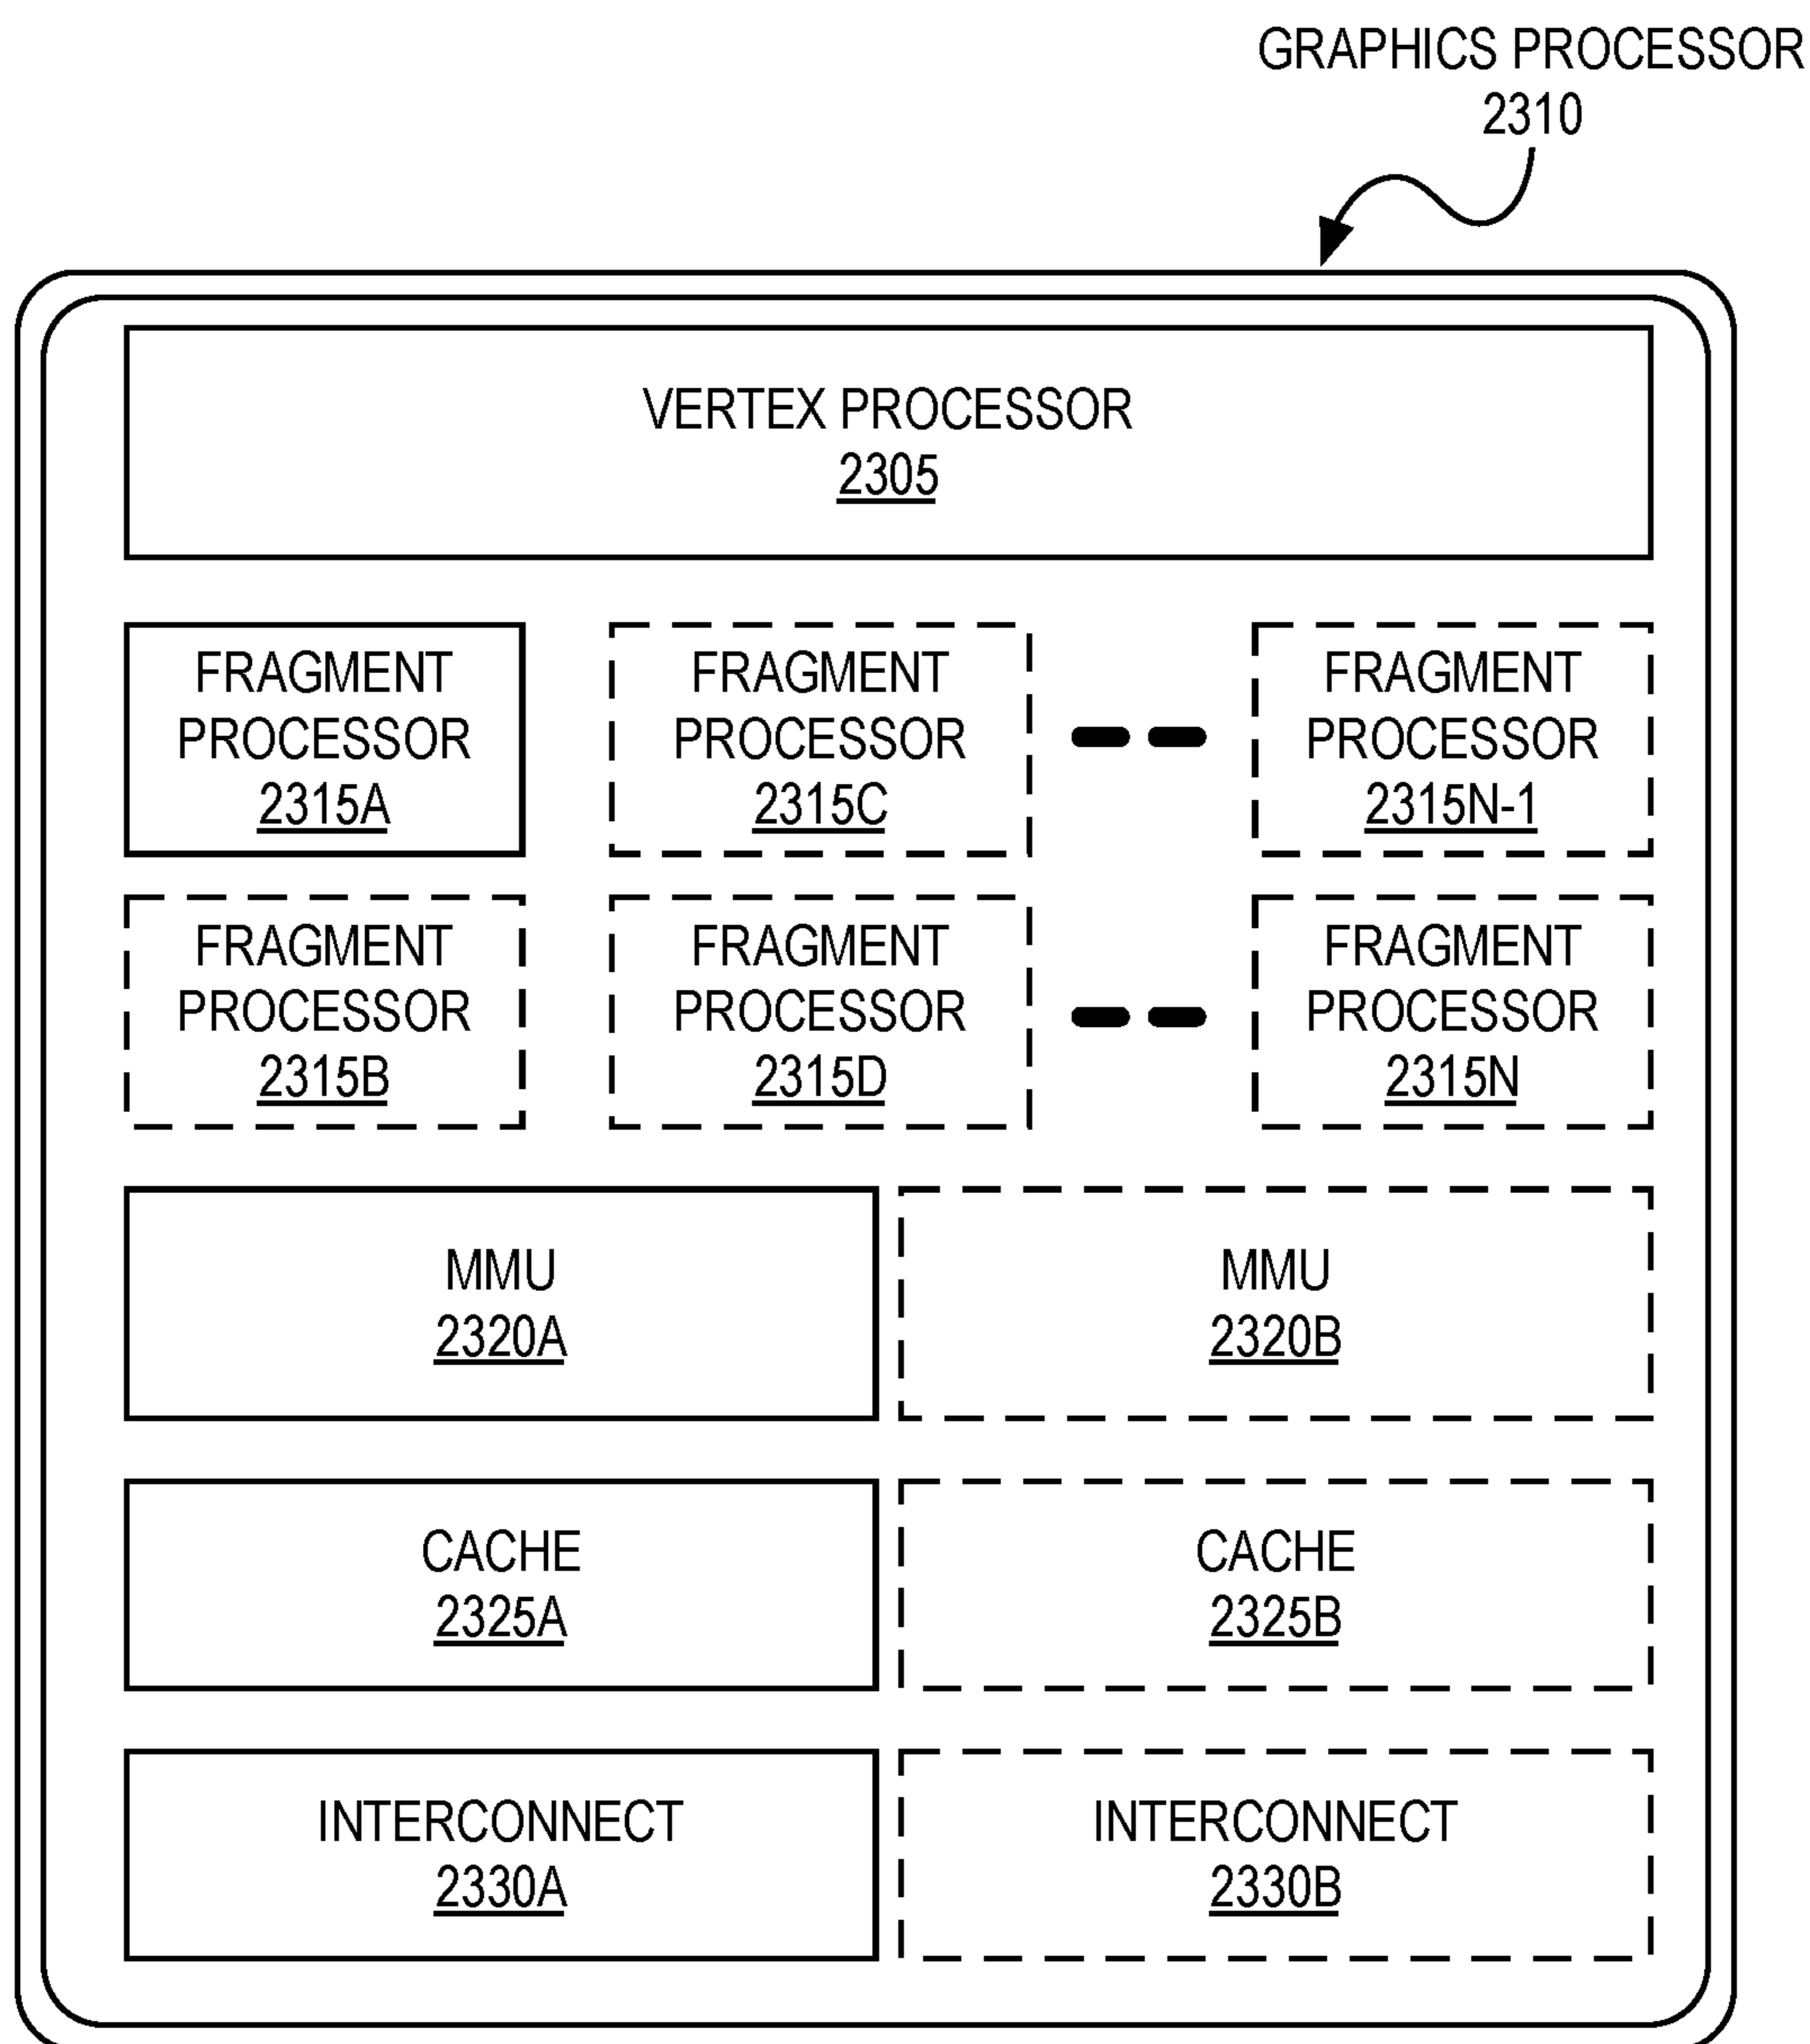 GRAPHICS PROCESSOR
2310
VERTEX PROCESSOR
2305
FRAGMENT
PROCESSOR
2315A
FRAGMENT
PROCESSOR
2315C
FRAGMENT
PROCESSOR
2315N-1
FRAGMENT
PROCESSOR
2315B
FRAGMENT
PROCESSOR
2315D
FRAGMENT
PROCESSOR
2315N
MMU
2320A
MMU
2320B
CACHE
2325A
CACHE
2325B
INTERCONNECT
2330A
INTERCONNECT
2330B